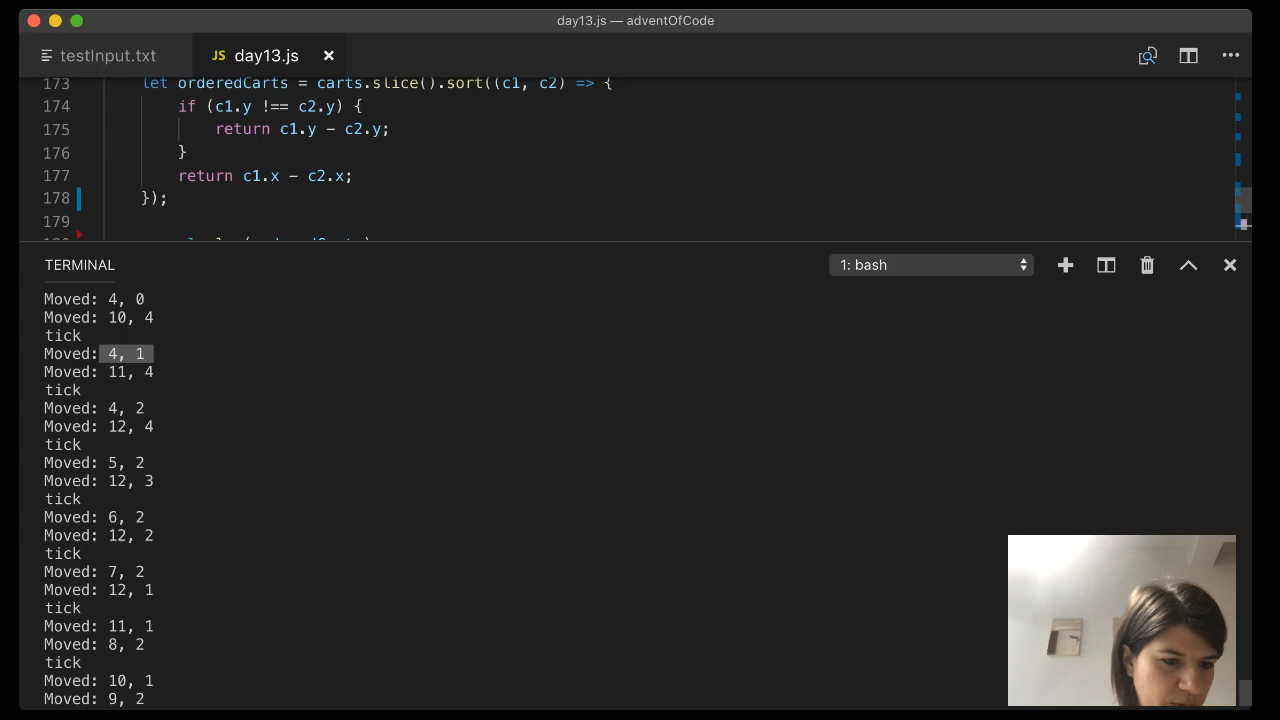 day13.js — adventOfCode
testInput.txt
JS day13.js
173 let orderedCarts = carts.slice().sort((c1, c2) => {
174 if (c1.y !== c2.y) {
175 return c1.y - c2.y;
176 }
177 return c1.x - c2.x;
178 });
179
TERMINAL
1: bash
Moved: 4, 0
Moved: 10, 4
tick
Moved: 4, 1
Moved: 11, 4
tick
Moved: 4, 2
Moved: 12, 4
tick
Moved: 5, 2
Moved: 12, 3
tick
Moved: 6, 2
Moved: 12, 2
tick
Moved: 7, 2
Moved: 12, 1
tick
Moved: 11, 1
Moved: 8, 2
tick
Moved: 10, 1
Moved: 9, 2